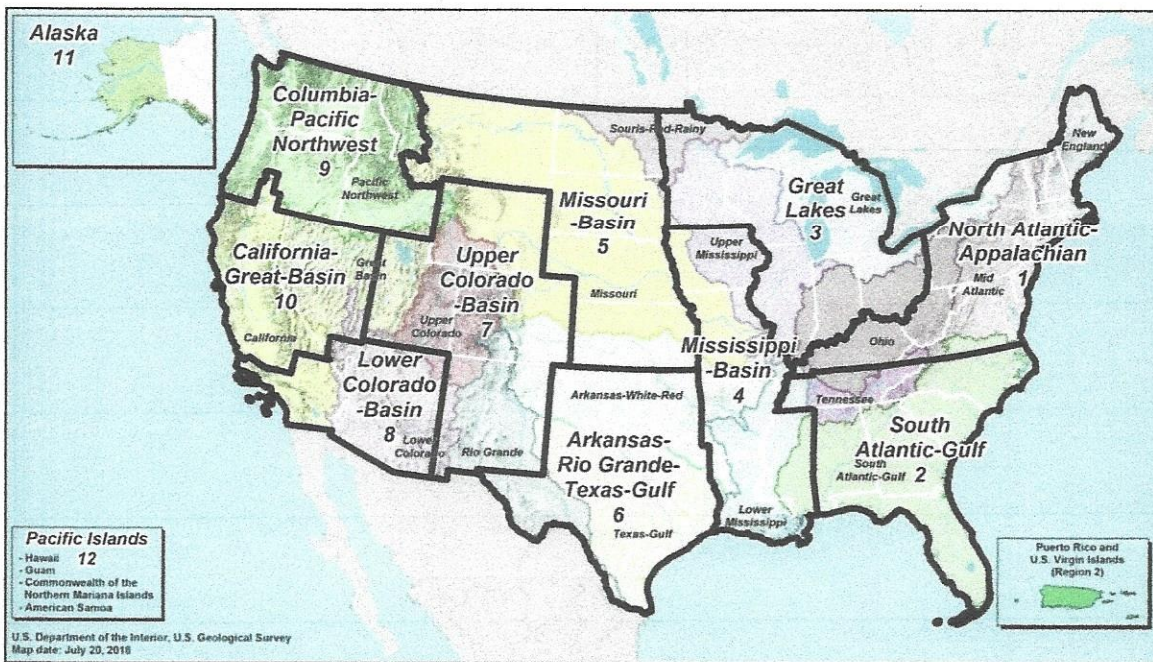 Alaska
11
Columbia-
Pacific
Northwest
9
Pacific
Northwest
Souris-Red-Rainy
New
England
Missouri
-Basin
5
Great
Lakes
3
Great
Lakes
North Atlantic-
Appalachian
1
Mid
Atlantic
California-
Great-Basin
10
Great
Basin
California
Upper
Colorado
-Basin
7
Upper
Colorado
Missouri
Upper
Mississippi
Ohio
Lower
Colorado
-Basin
8
Lower
Colorado
Rio Grande
Mississippi
-Basin
4
Tennessee
Arkansas-White-Red
Arkansas-
Rio Grande-
Texas-Gulf
6
Texas-Gulf
South
Atlantic-Gulf
2
South
Atlantic-Gulf
Lower
Mississippi
Pacific Islands
12
- Hawaii
- Guam
- Commonwealth of the
Northern Mariana Islands
- American Samoa
Puerto Rico and
U.S. Virgin Islands
(Region 2)
U.S. Department of the Interior, U.S. Geological Survey
Map date: July 20, 2018